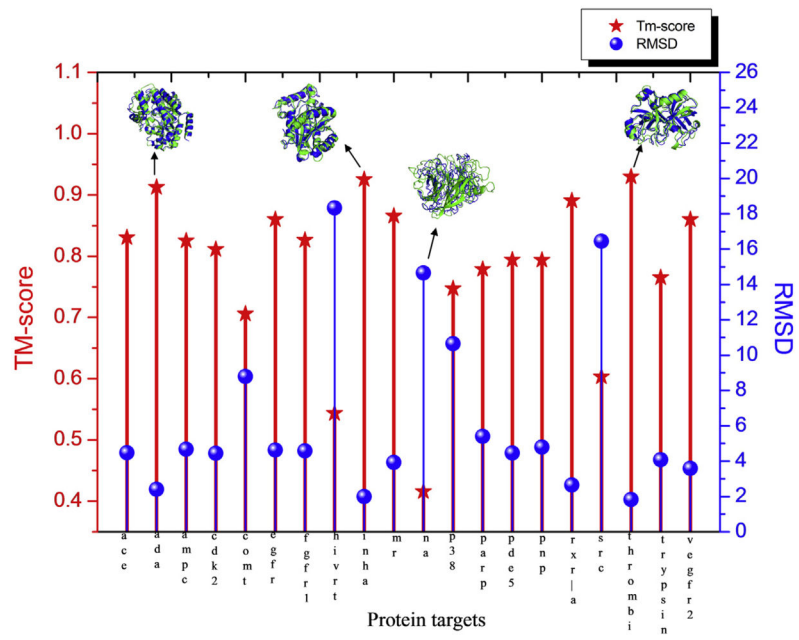 Tm-score
RMSD
1.1
1.0
0.9
0.8
0.7
0.6
0.5
0.4
TM-score
26
24
22
20
18
16
14
12
10
8
6
4
2
0
RMSD
ace
ada
ampc
cdk2
comt
egfr
fgfr1
hivrt
inha
mr
na
p38
parp
pde5
pnp
rxr|a
src
thrombi
trypsin
vegfr2
Protein targets